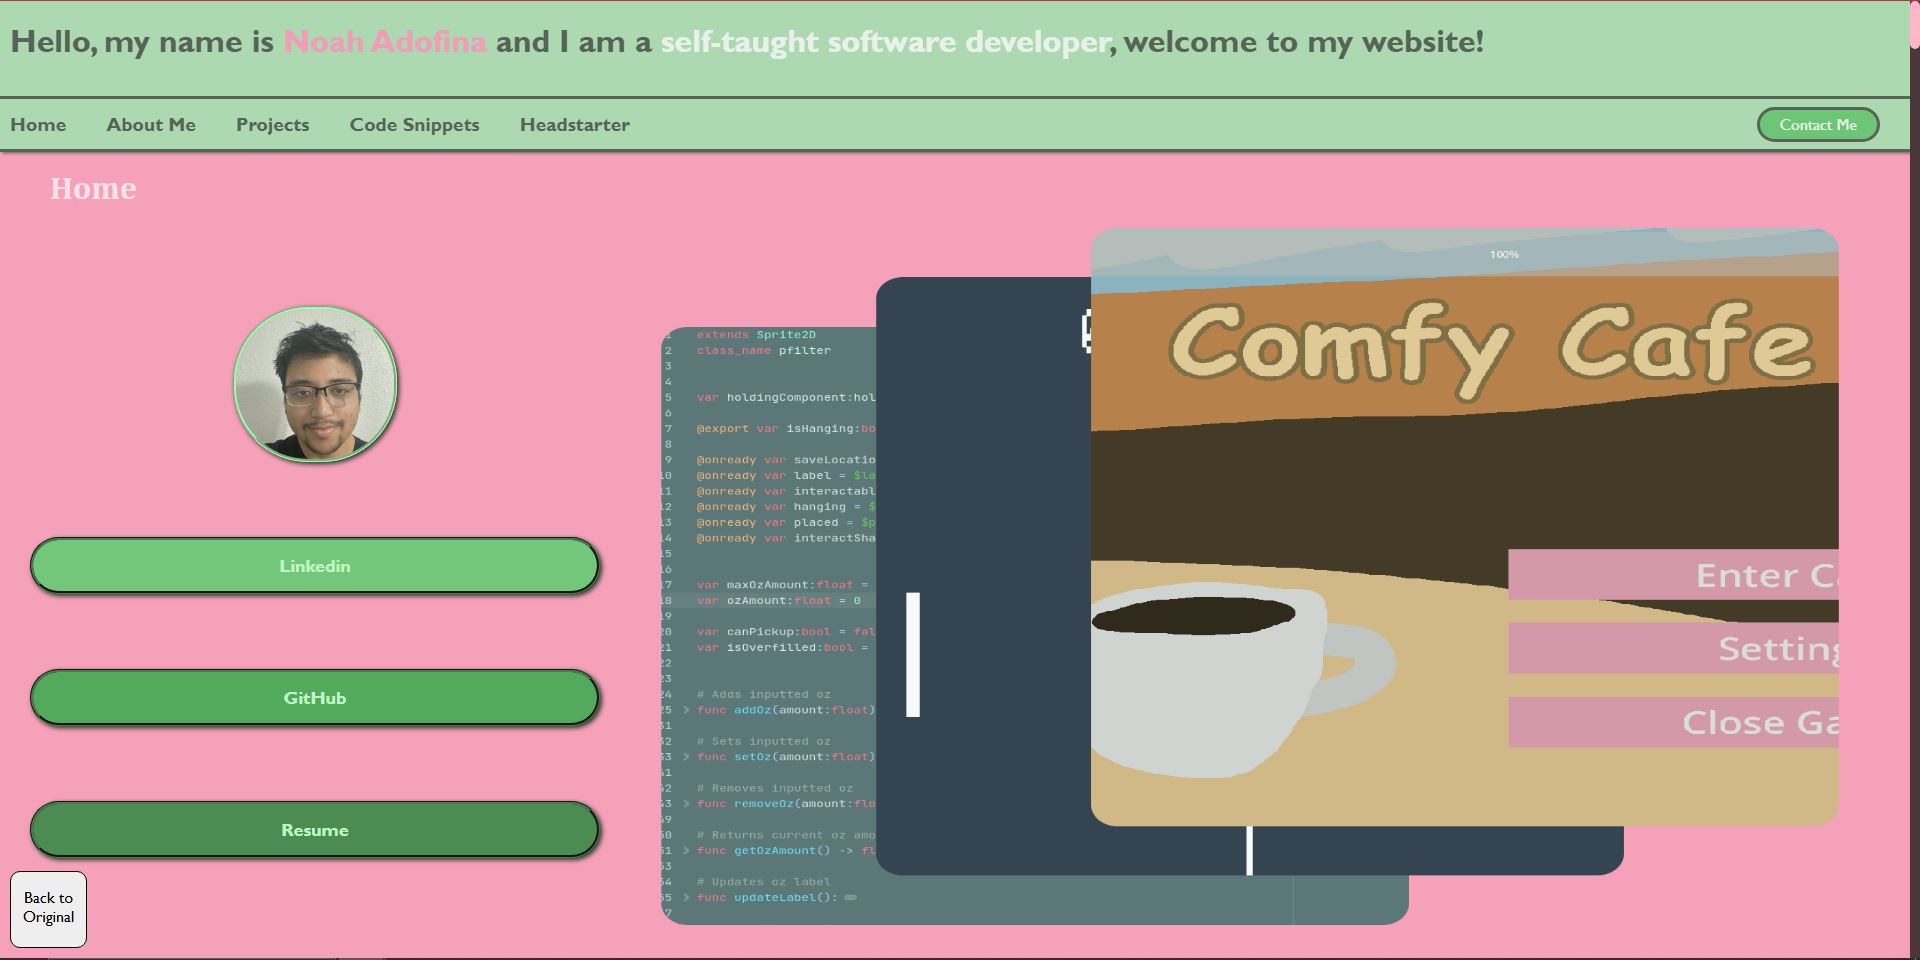 Hello, my name is Noah Adofina and I am a self-taught software developer, welcome to my website!
Home About Me Projects Code Snippets Headstarter Contact Me
Home
Linkedin
GitHub
Resume
Back to
Original
1 extends Sprite2D
2 class_name pfilter
3
4
5 var holdingComponent:hol
6
7 @export var isHanging:bo
8
9 @onready var saveLocatio
10 @onready var label = $la
11 @onready var interactabl
12 @onready var hanging = $
13 @onready var placed = $p
14 @onready var interactSha
15
16
17 var maxOzAmount:float =
18 var ozAmount:float = 0
19
20 var canPickup:bool = fal
21 var isOverfilled:bool =
22
23
24 # Adds inputted oz
25 > func addOz(amount:float)
31
32 # Sets inputted oz
33 > func setOz(amount:float)
41
42 # Removes inputted oz
43 > func removeOz(amount:flo
49
50 # Returns current oz amo
51 > func getOzAmount() -> fl
53
54 # Updates oz label
55 > func updateLabel():
7
100%
Comfy Cafe
Enter C
Setting
Close Ga